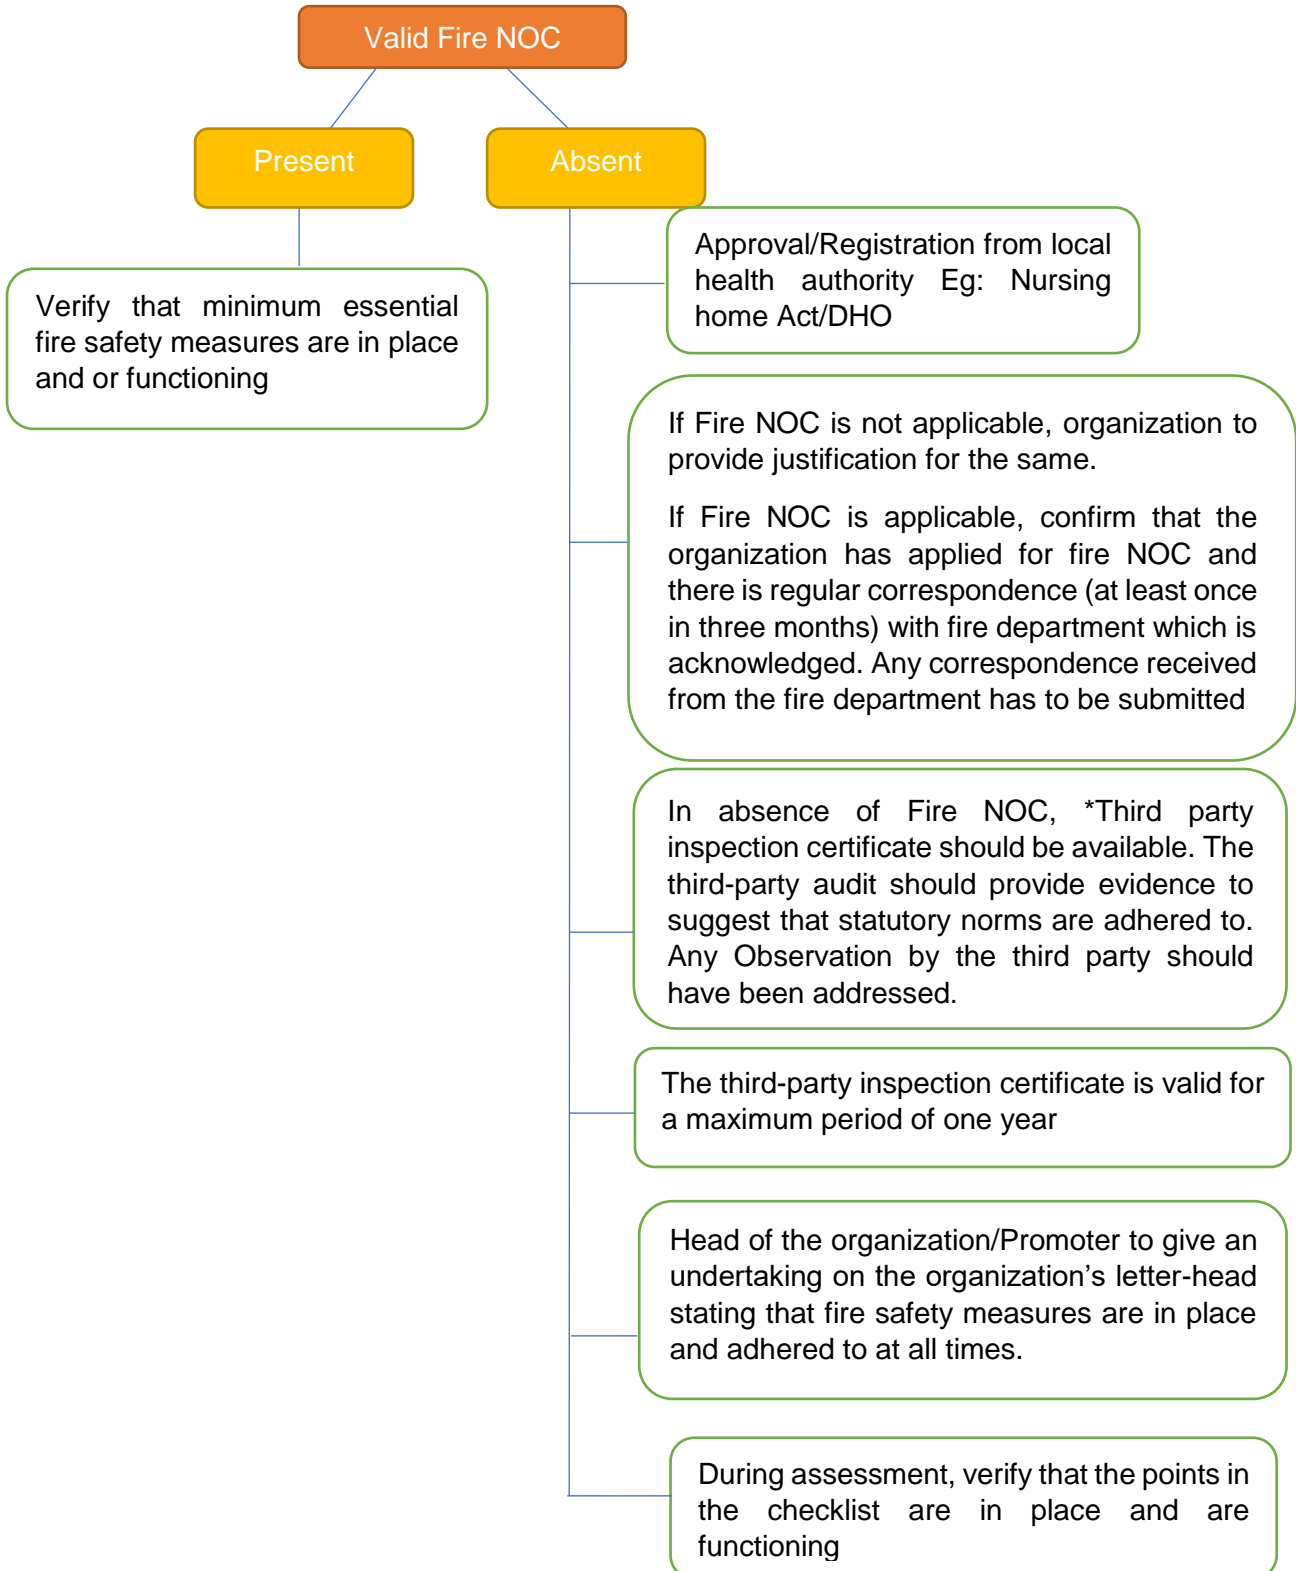 Valid Fire NOC
Present
Absent
Approval/Registration from local
health authority Eg: Nursing
home Act/DHO
Verify that minimum essential
fire safety measures are in place
and or functioning
If Fire NOC is not applicable, organization to
provide justification for the same.
If Fire NOC is applicable, confirm that the
organization has applied for fire NOC and
there is regular correspondence (at least once
in three months) with fire department which is
acknowledged. Any correspondence received
from the fire department has to be submitted
In absence of Fire NOC, *Third party
inspection certificate should be available. The
third-party audit should provide evidence to
suggest that statutory norms are adhered to.
Any Observation by the third party should
have been addressed.
The third-party inspection certificate is valid for
a maximum period of one year
Head of the organization/Promoter to give an
undertaking on the organization’s letter-head
stating that fire safety measures are in place
and adhered to at all times.
During assessment, verify that the points in
the checklist are in place and are
functioning